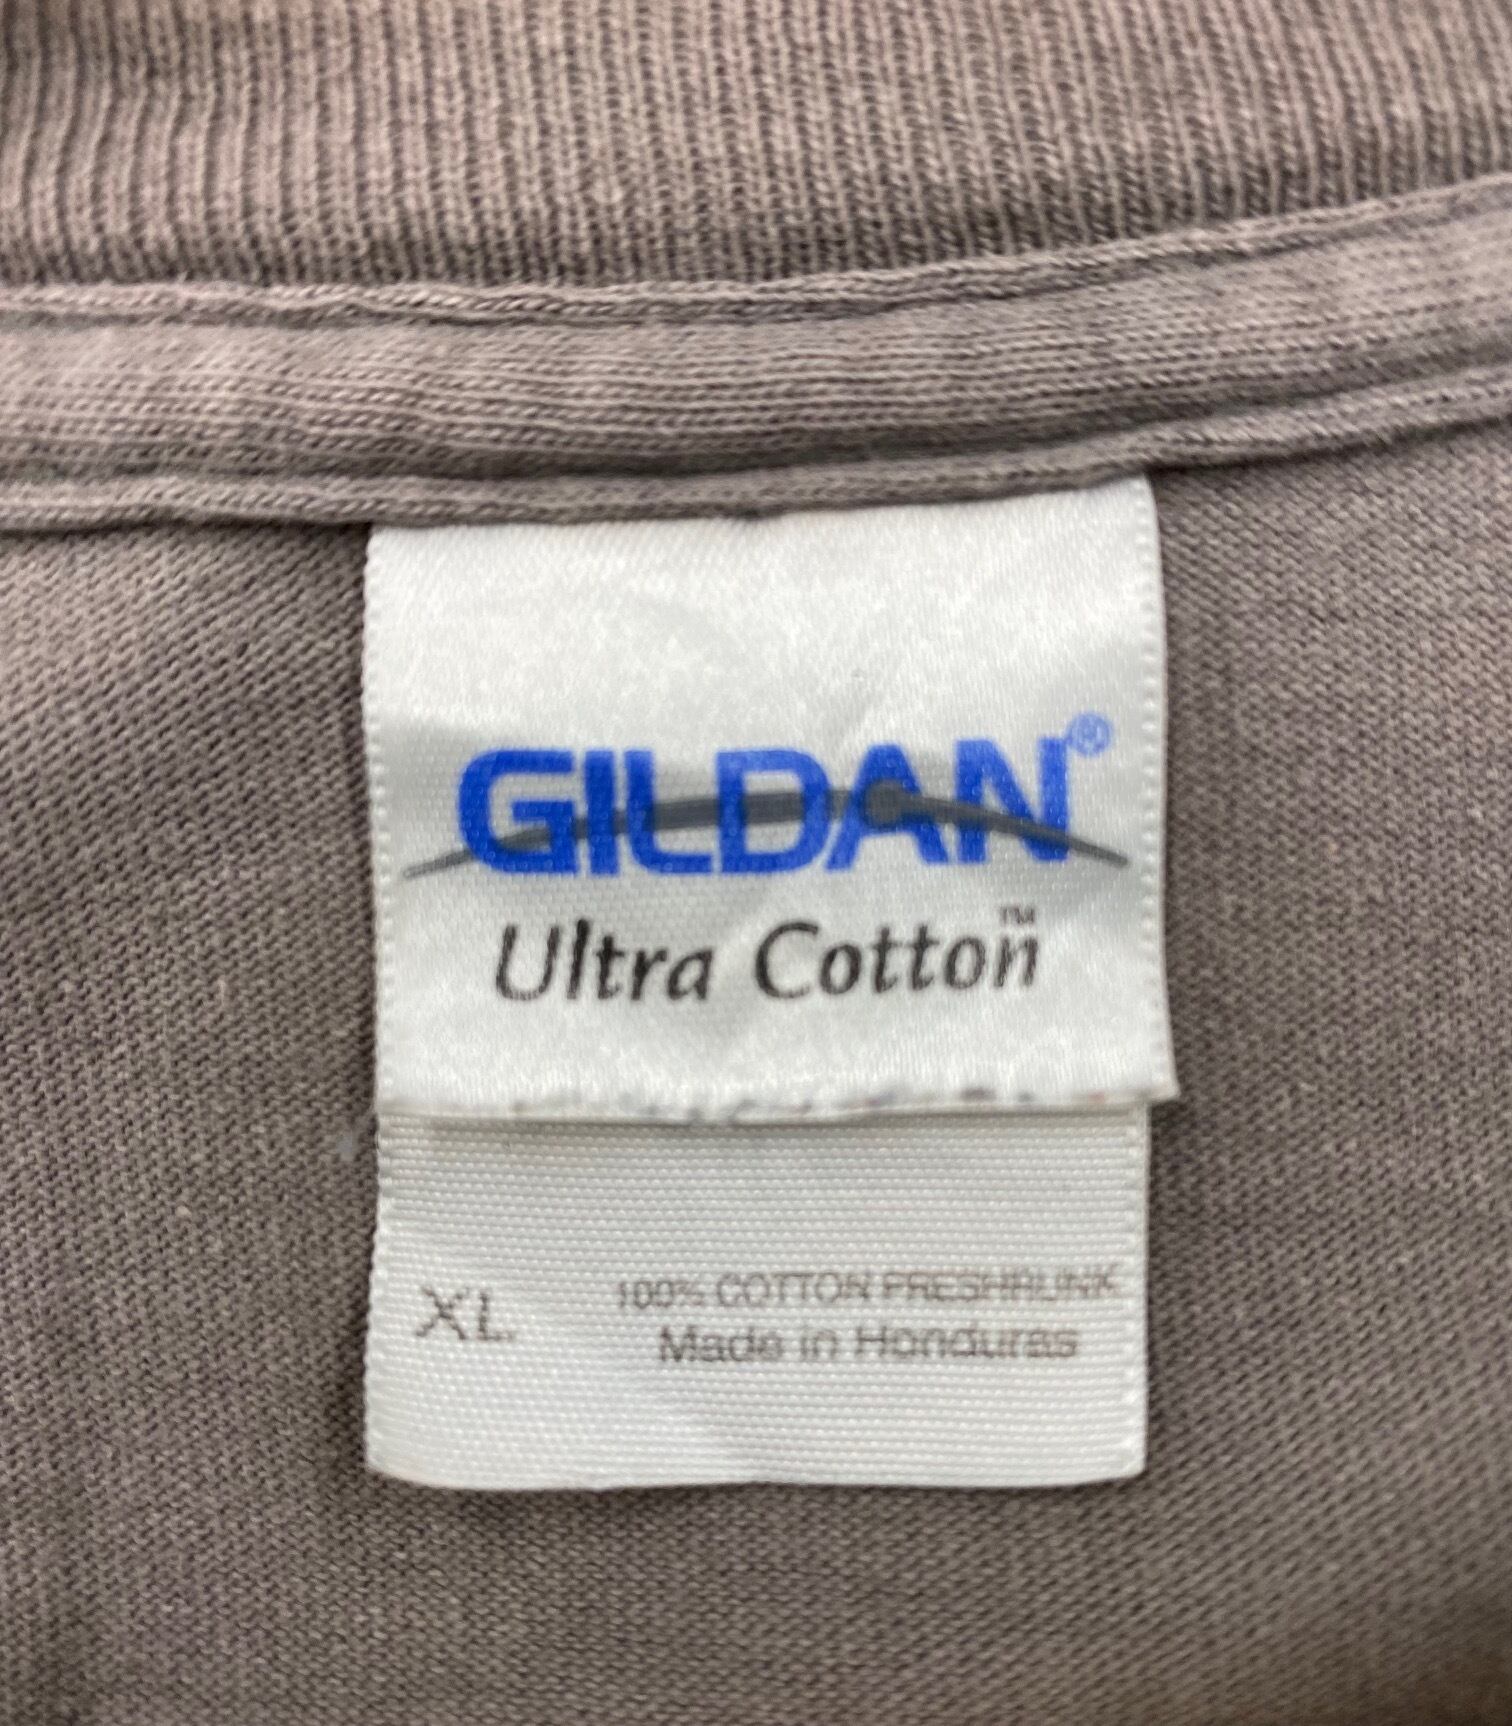 GILDAN®
Ultra Cotton™
XL
100% COTTON PRESHRUNK
Made in Honduras